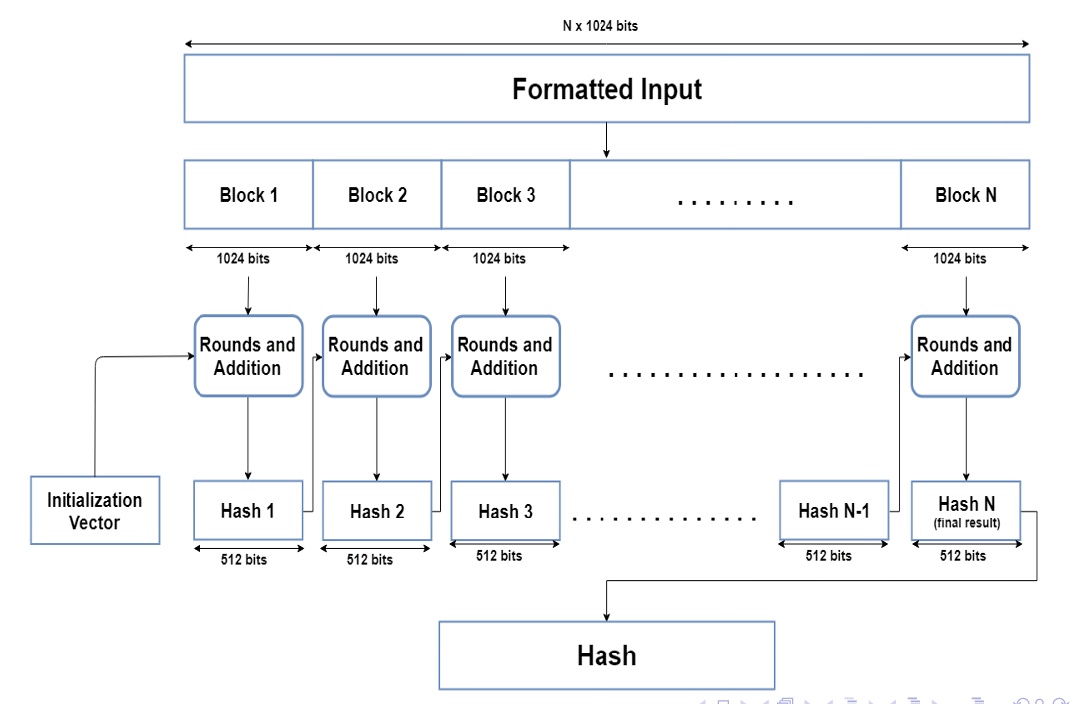 N x 1024 bits
Formatted Input
Block 1
Block 2
Block 3
. . . . . . . . .
Block N
1024 bits
1024 bits
1024 bits
1024 bits
Rounds and
Addition
Rounds and
Addition
Rounds and
Addition
. . . . . . . . . . . . . . . . . . .
Rounds and
Addition
Initialization
Vector
Hash 1
Hash 2
Hash 3
. . . . . . . . . . . . . .
Hash N-1
Hash N
(final result)
512 bits
512 bits
512 bits
512 bits
512 bits
Hash